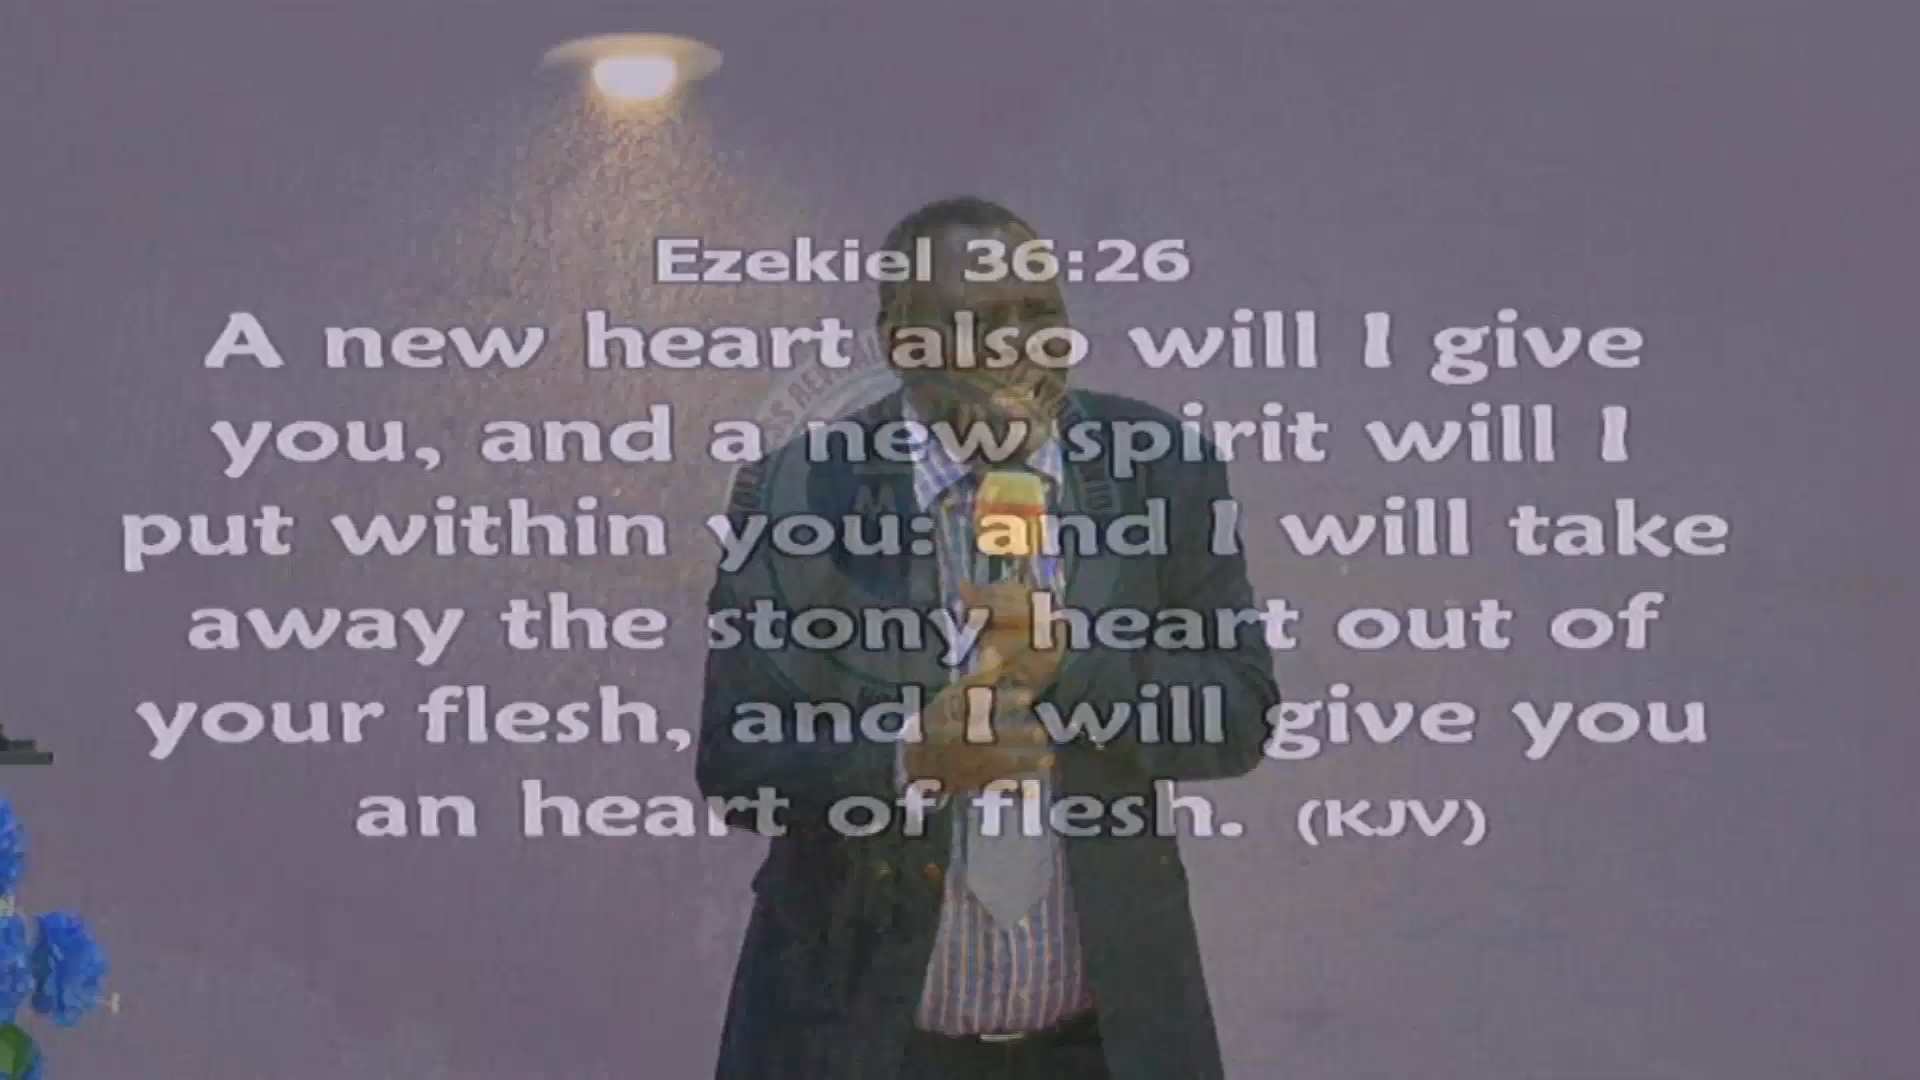 Ezekiel 36:26
A new heart also will I give
you, and a new spirit will I
put within you: and I will take
away the stony heart out of
your flesh, and I will give you
an heart of flesh. (KJV)